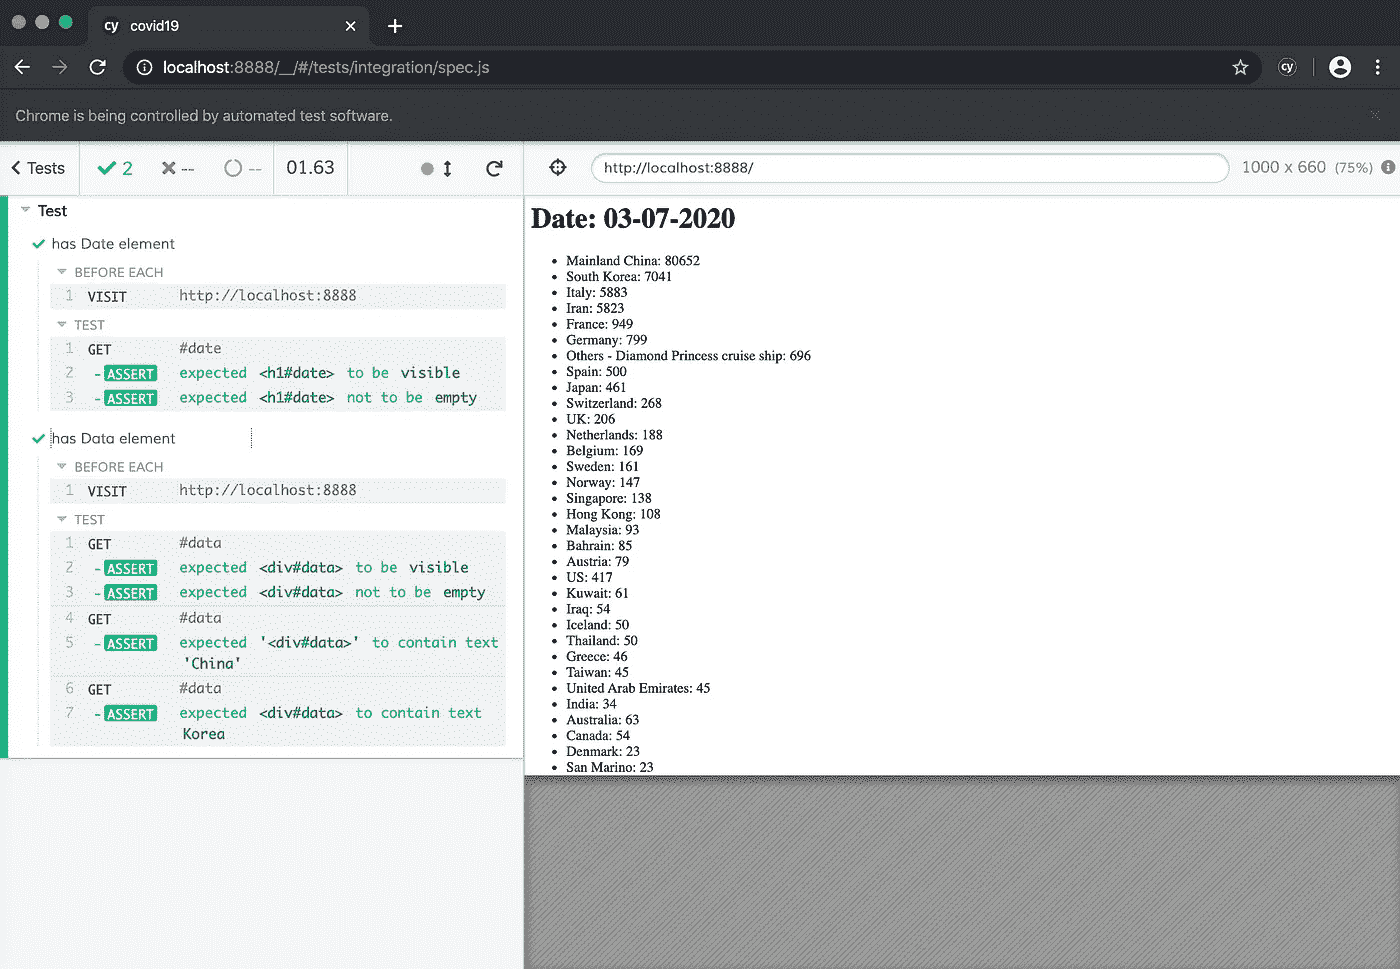 cy covid19
localhost:8888/__/#/tests/integration/spec.js
cy
Chrome is being controlled by automated test software.
Tests
2
--
--
01.63
http://localhost:8888/
1000 x 660 (75%)
Test
has Date element
BEFORE EACH
1 VISIT http://localhost:8888
TEST
1 GET #date
2 -ASSERT expected <h1#date> to be visible
3 -ASSERT expected <h1#date> not to be empty
has Data element
BEFORE EACH
1 VISIT http://localhost:8888
TEST
1 GET #data
2 -ASSERT expected <div#data> to be visible
3 -ASSERT expected <div#data> not to be empty
4 GET #data
5 -ASSERT expected '<div#data>' to contain text
'China'
6 GET #data
7 -ASSERT expected <div#data> to contain text
Korea
Date: 03-07-2020
Mainland China: 80652
South Korea: 7041
Italy: 5883
Iran: 5823
France: 949
Germany: 799
Others - Diamond Princess cruise ship: 696
Spain: 500
Japan: 461
Switzerland: 268
UK: 206
Netherlands: 188
Belgium: 169
Sweden: 161
Norway: 147
Singapore: 138
Hong Kong: 108
Malaysia: 93
Bahrain: 85
Austria: 79
US: 417
Kuwait: 61
Iraq: 54
Iceland: 50
Thailand: 50
Greece: 46
Taiwan: 45
United Arab Emirates: 45
India: 34
Australia: 63
Canada: 54
Denmark: 23
San Marino: 23